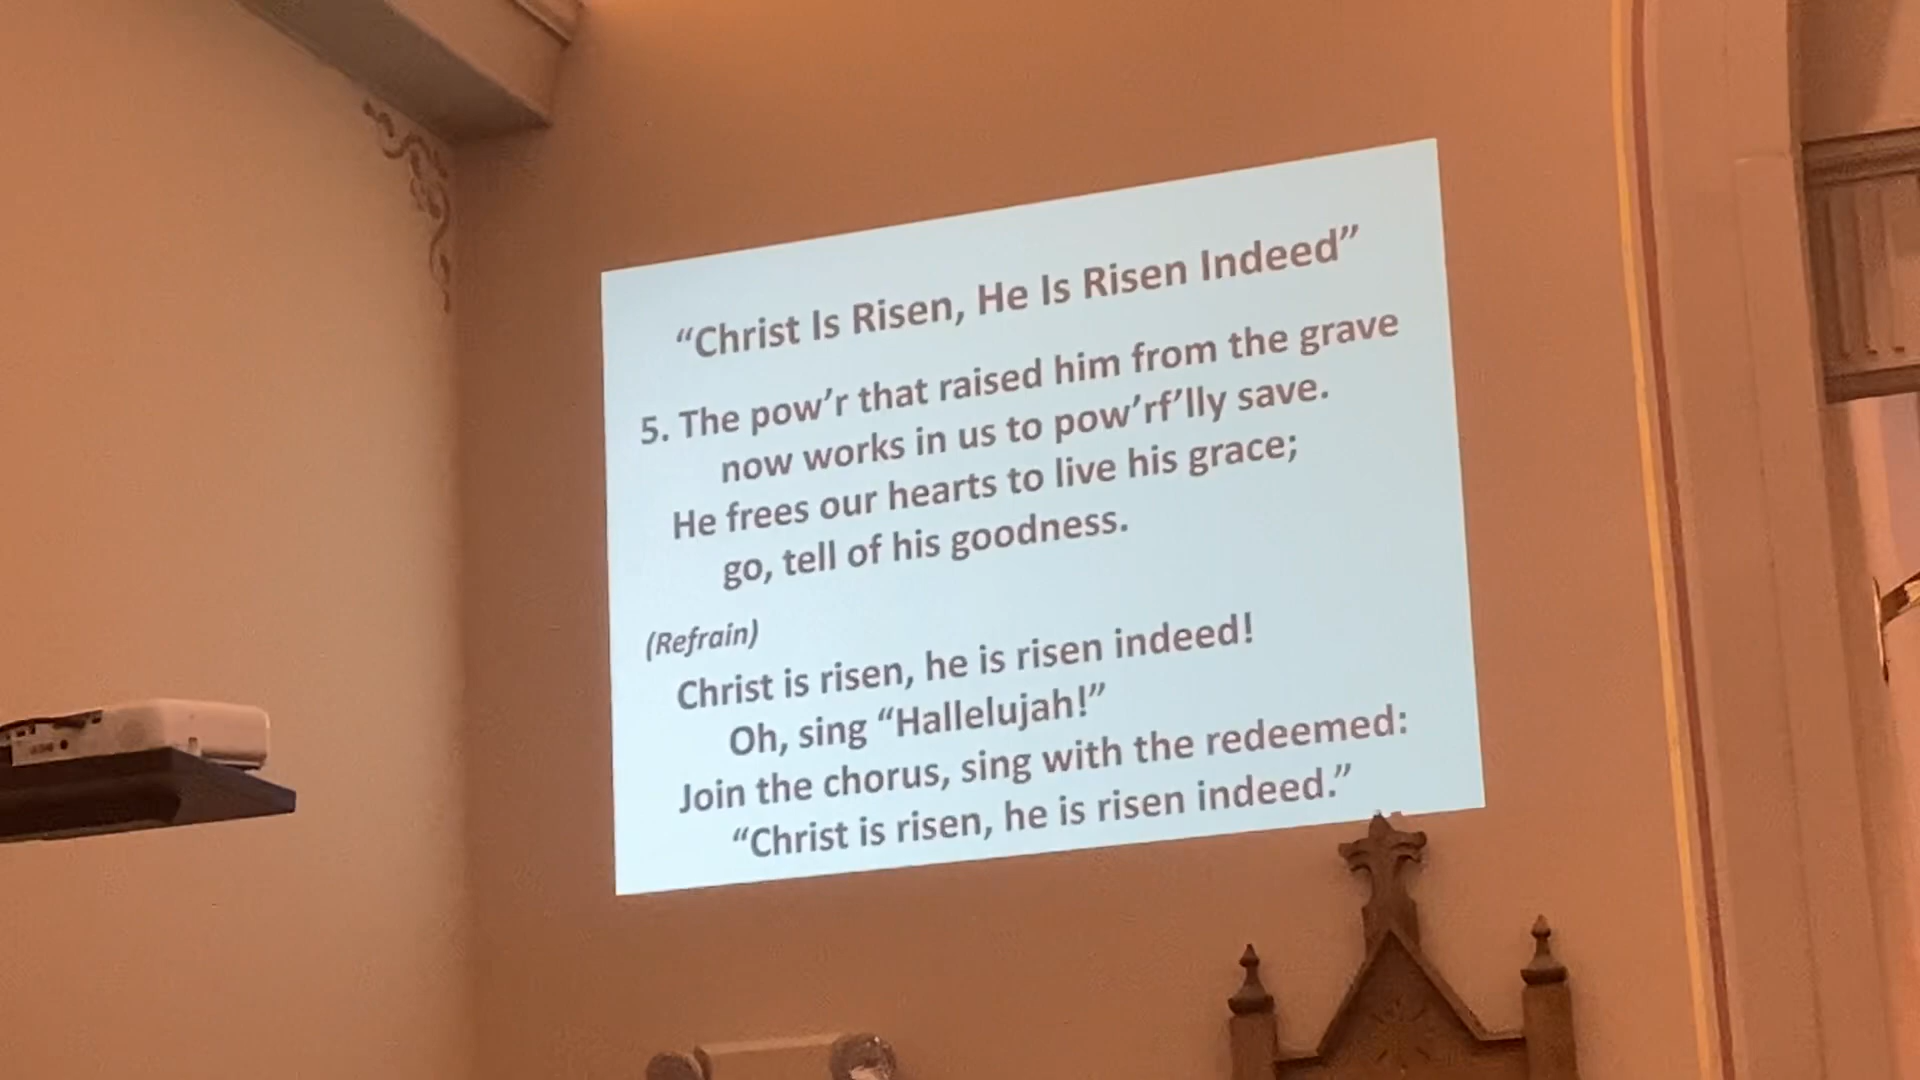 “Christ Is Risen, He Is Risen Indeed”
5. The pow’r that raised him from the grave
now works in us to pow’rf’lly save.
He frees our hearts to live his grace;
go, tell of his goodness.
(Refrain)
Christ is risen, he is risen indeed!
Oh, sing “Hallelujah!”
Join the chorus, sing with the redeemed:
“Christ is risen, he is risen indeed.”